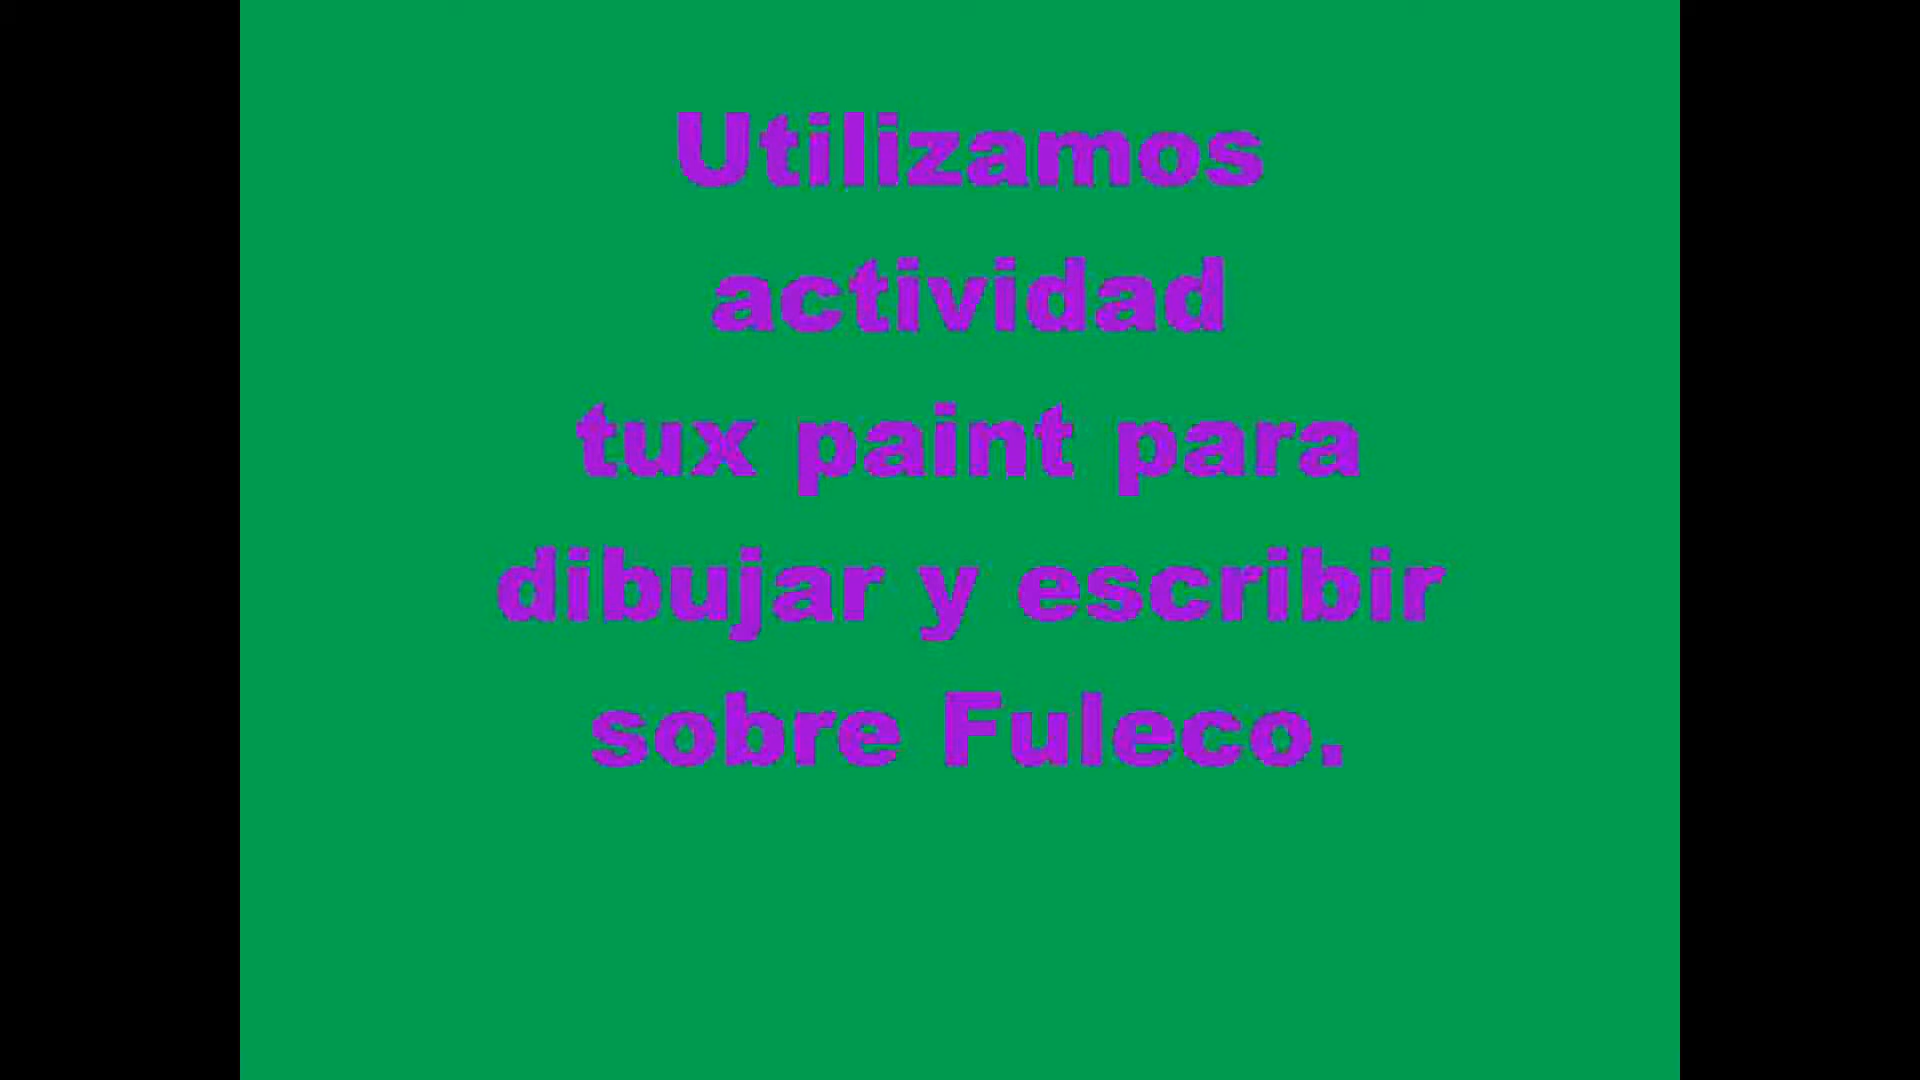 Utilizamos
actividad
tux paint para
dibujar y escribir
sobre Fuleco.